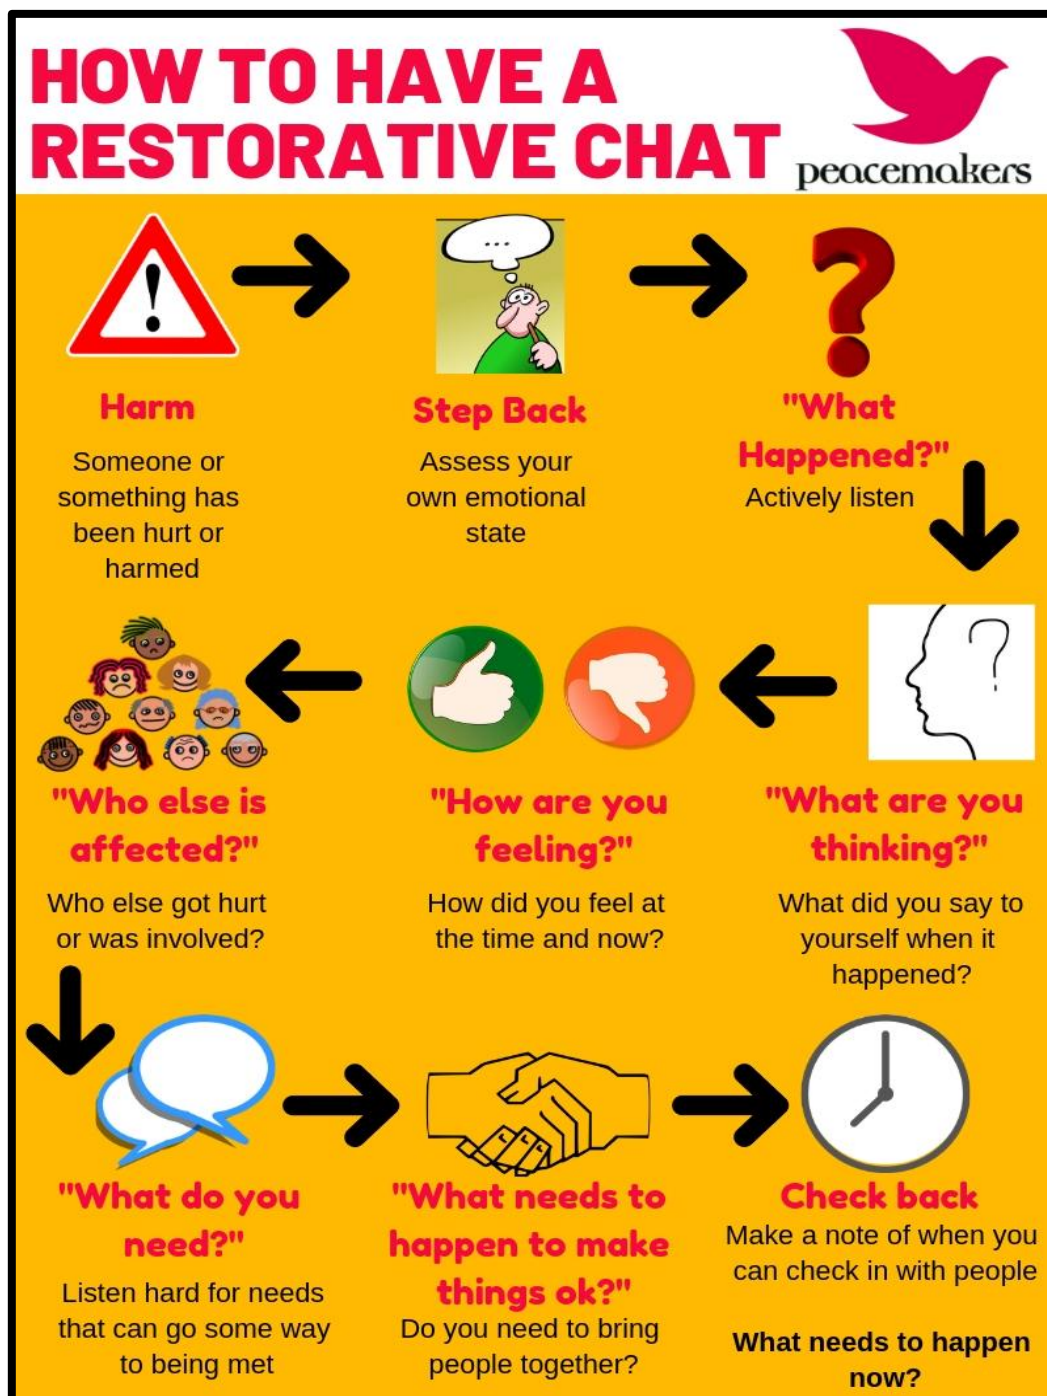 HOW TO HAVE A
RESTORATIVE CHAT
peacemakers
Harm
Someone or
something has
been hurt or
harmed
...
Step Back
Assess your
own emotional
state
"What
Happened?"
Actively listen
"What are you
thinking?"
What did you say to
yourself when it
happened?
"How are you
feeling?"
How did you feel at
the time and now?
"Who else is
affected?"
Who else got hurt
or was involved?
"What do you
need?"
Listen hard for needs
that can go some way
to being met
"What needs to
happen to make
things ok?"
Do you need to bring
people together?
Check back
Make a note of when you
can check in with people
What needs to happen
now?